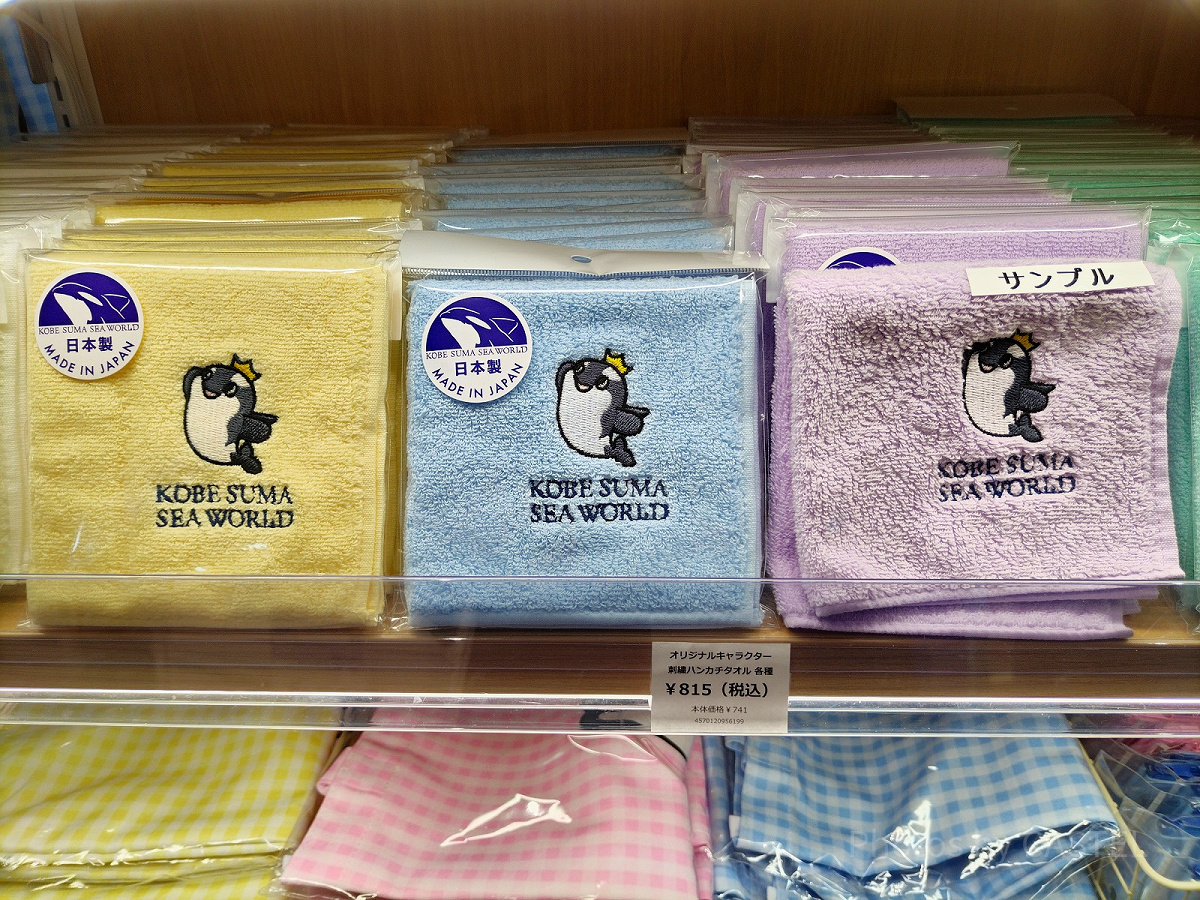 KOBE SUMA SEA WORLD
日本製
MADE IN JAPAN
KOBE SUMA
SEA WORLD
KOBE SUMA SEA WORLD
日本製
MADE IN JAPAN
KOBE SUMA
SEA WORLD
サンプル
KOBE SUMA
SEA WORLD
オリジナルキャラクター
刺繍ハンカチタオル 各種
¥815(税込)
本体価格¥741
4570120956199